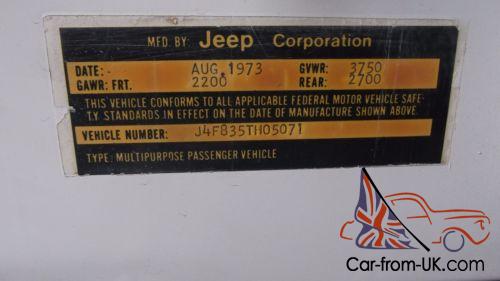 MFD BY: Jeep Corporation
DATE:- AUG, 1973 GVWR: 3750
GAWR: FRT. 2200 REAR: 2700
THIS VEHICLE CONFORMS TO ALL APPLICABLE FEDERAL MOTOR VEHICLE SAFE-
TY STANDARDS IN EFFECT ON THE DATE OF MANUFACTURE SHOWN ABOVE.
VEHICLE NUMBER: J4F835TH05071
TYPE: MULTIPURPOSE PASSENGER VEHICLE
Car-from-UK.com